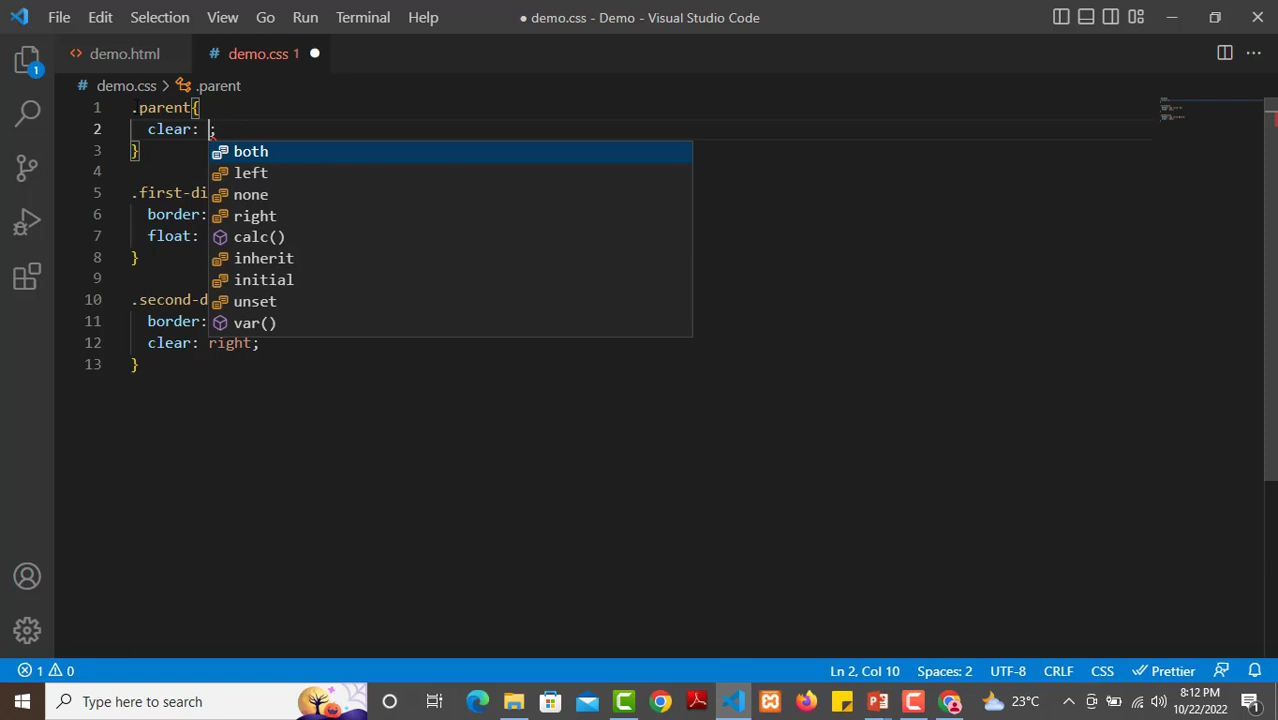 File Edit Selection View Go Run Terminal Help
● demo.css - Demo - Visual Studio Code
<> demo.html
# demo.css 1 ●
# demo.css > .parent
1 .parent{
2 clear: ;
3 }
4
5 .first-di
6 border:
7 float:
8 }
9
10 .second-d
11 border:
12 clear: right;
13 }
both
left
none
right
calc()
inherit
initial
unset
var()
1
1 0
Ln 2, Col 10 Spaces: 2 UTF-8 CRLF CSS Prettier
Type here to search
23°C
8:12 PM
10/22/2022
1